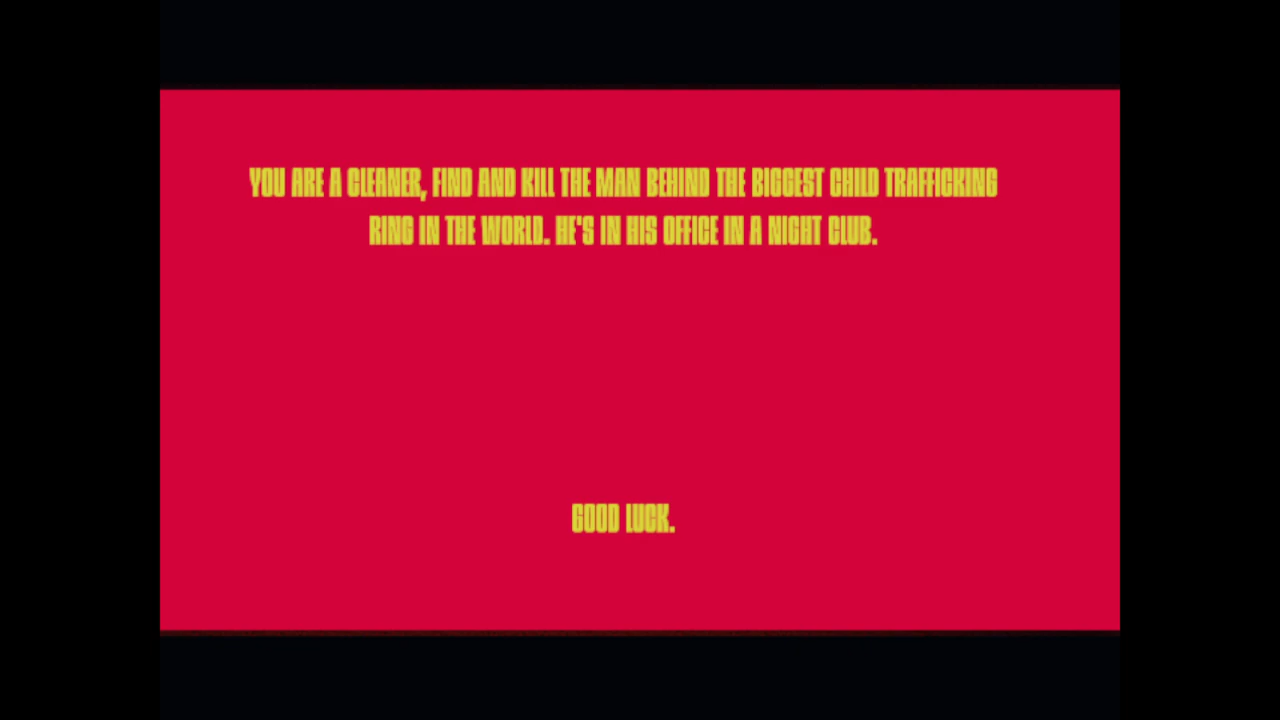 YOU ARE A CLEANER, FIND AND KILL THE MAN BEHIND THE BIGGEST CHILD TRAFFICKING
RING IN THE WORLD. HE'S IN HIS OFFICE IN A NIGHT CLUB.
GOOD LUCK.